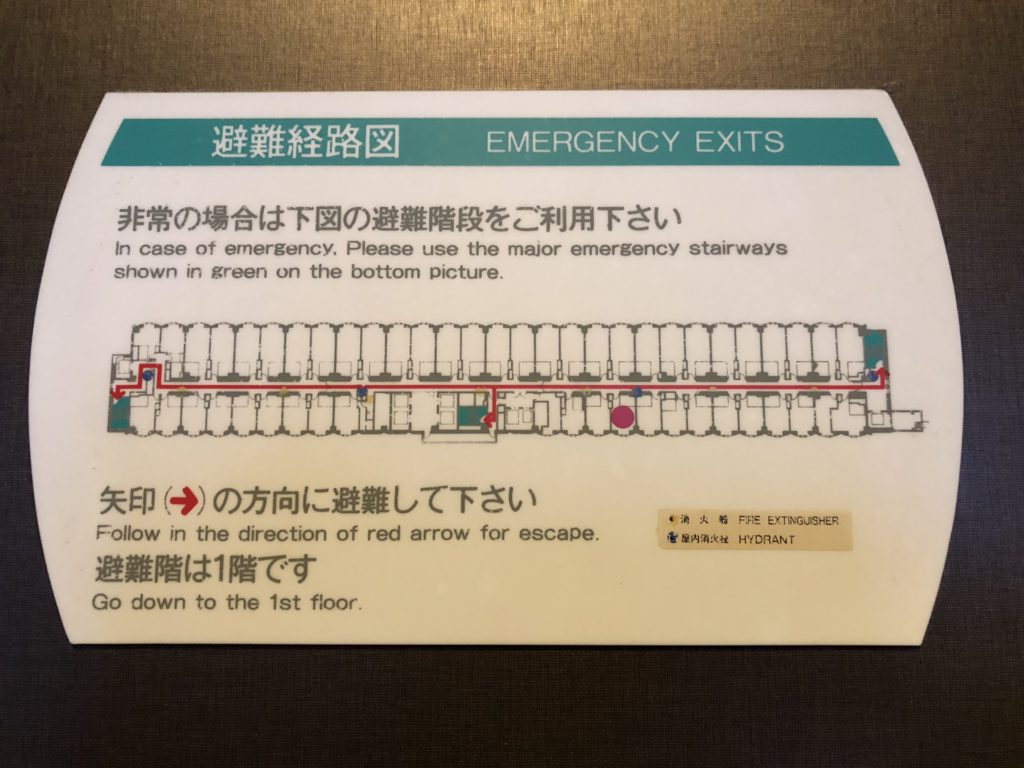 避難経路図 EMERGENCY EXITS
非常の場合は下図の避難階段をご利用下さい
In case of emergency, Please use the major emergency stairways
shown in green on the bottom picture.
矢印(→)の方向に避難して下さい
Follow in the direction of red arrow for escape.
避難階は1階です
Go down to the 1st floor.
消火器 FIRE EXTINGUISHER
屋内消火栓 HYDRANT